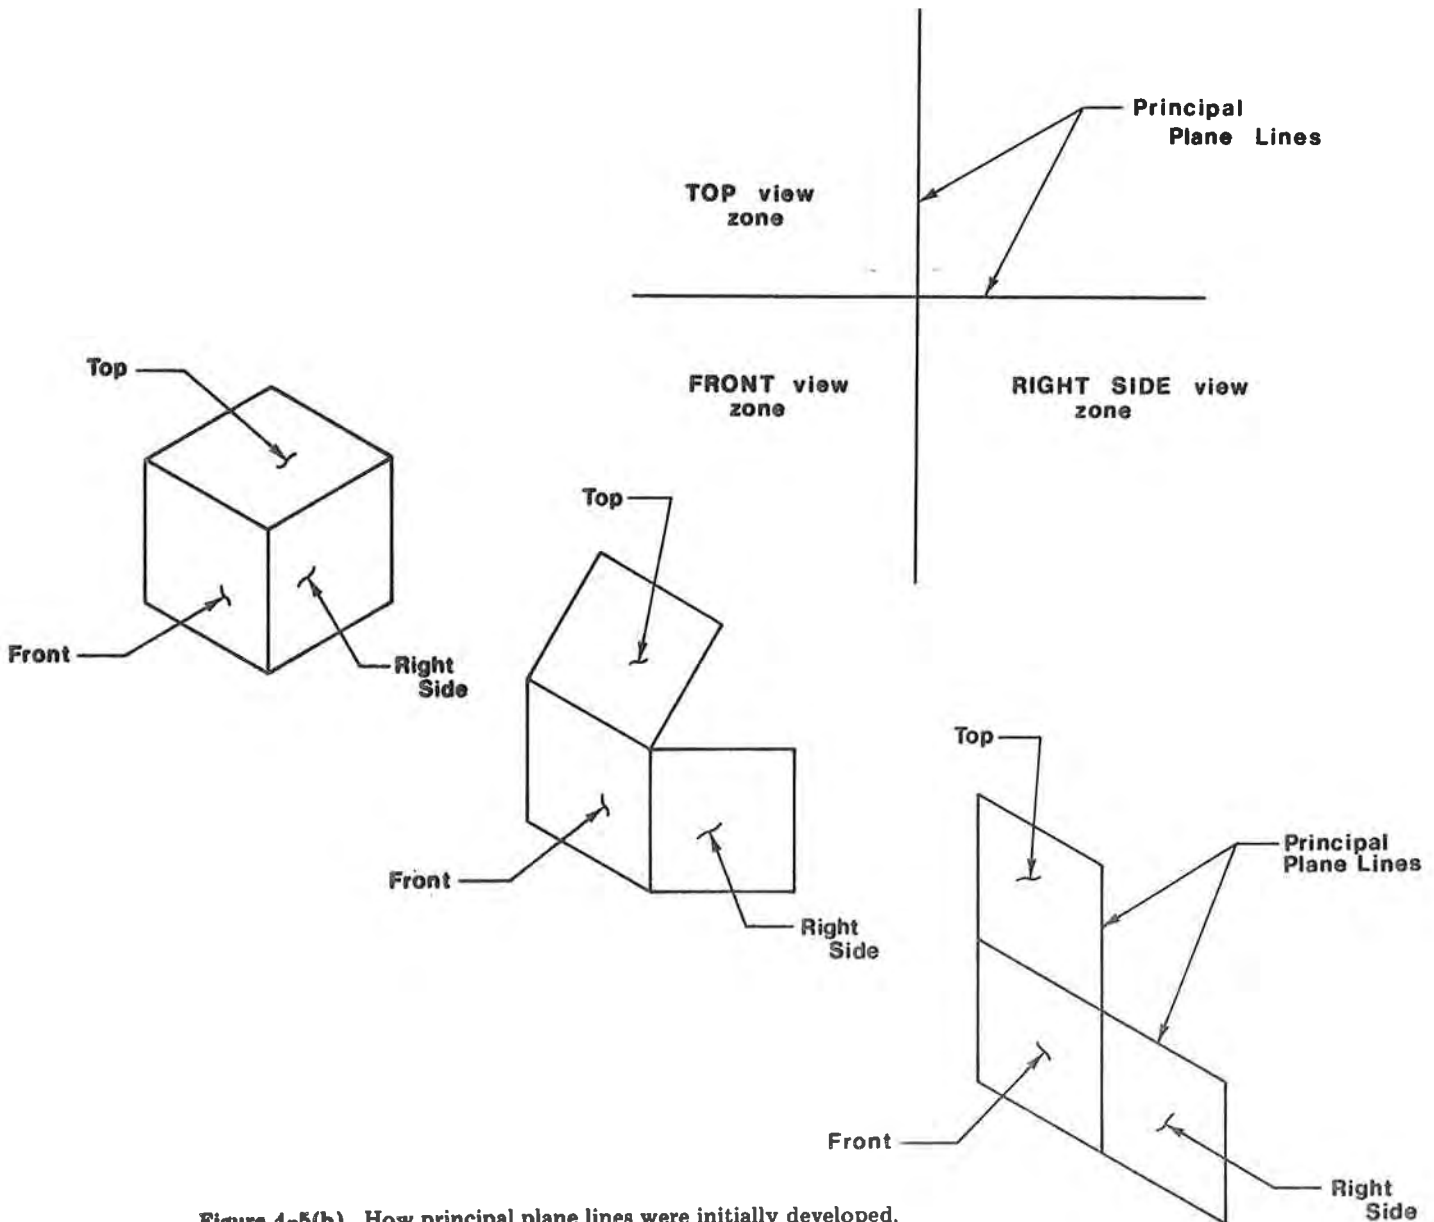 Principal
Plane Lines
TOP view
zone
FRONT view
zone
RIGHT SIDE view
zone
Top
Front
Right
Side
Top
Front
Right
Side
Top
Principal
Plane Lines
Front
Right
Side
Figure 4-5(b) How principal plane lines were initially developed.